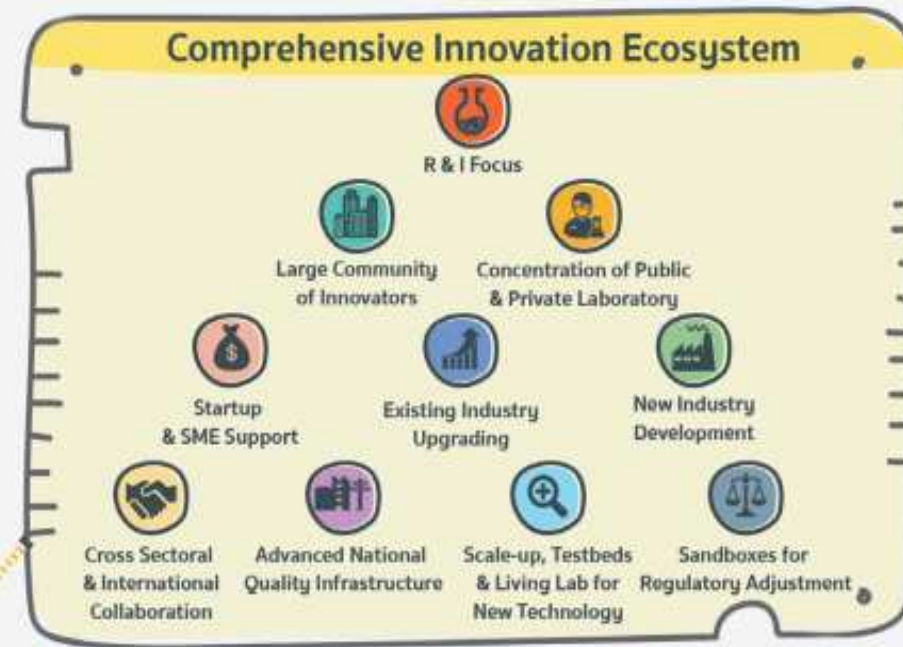 Comprehensive Innovation Ecosystem
R & I Focus
Large Community
of Innovators
Concentration of Public
& Private Laboratory
$
Startup
& SME Support
Existing Industry
Upgrading
New Industry
Development
Cross Sectoral
& International
Collaboration
Advanced National
Quality Infrastructure
Scale-up, Testbeds
& Living Lab for
New Technology
Sandboxes for
Regulatory Adjustment